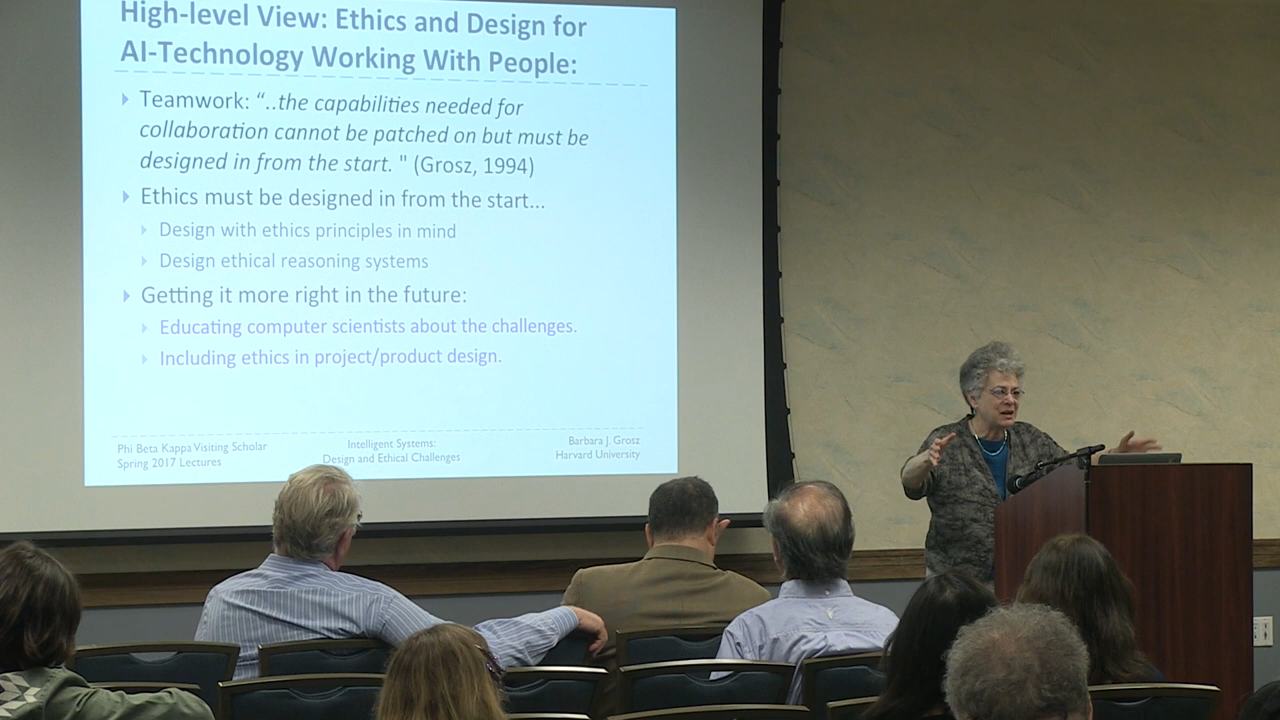 High-level View: Ethics and Design for
AI-Technology Working With People:
Teamwork: “..the capabilities needed for
collaboration cannot be patched on but must be
designed in from the start. " (Grosz, 1994)
Ethics must be designed in from the start...
Design with ethics principles in mind
Design ethical reasoning systems
Getting it more right in the future:
Educating computer scientists about the challenges.
Including ethics in project/product design.
Phi Beta Kappa Visiting Scholar
Spring 2017 Lectures
Intelligent Systems:
Design and Ethical Challenges
Barbara J. Grosz
Harvard University